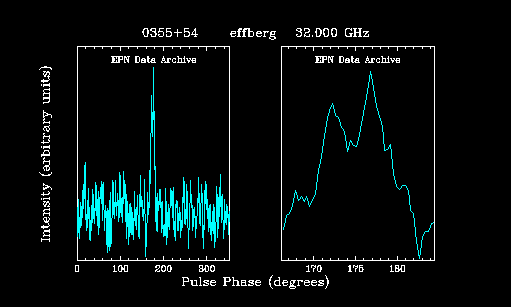 0355+54 effberg 32.000 GHz
EPN Data Archive EPN Data Archive
Intensity (arbitrary units)
0 100 200 300 170 175 180
Pulse Phase (degrees)